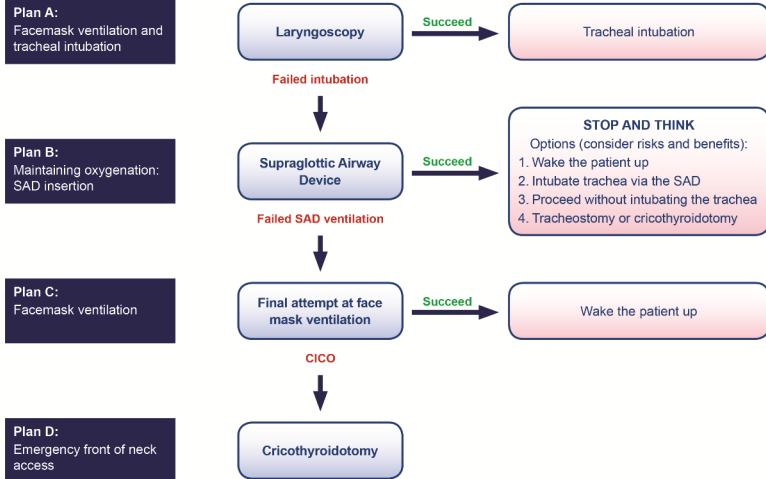 Plan A:
Facemask ventilation and
tracheal intubation
Laryngoscopy
Succeed
Tracheal intubation
Failed intubation
Plan B:
Maintaining oxygenation:
SAD insertion
Supraglottic Airway
Device
Succeed
STOP AND THINK
Options (consider risks and benefits):
1. Wake the patient up
2. Intubate trachea via the SAD
3. Proceed without intubating the trachea
4. Tracheostomy or cricothyroidotomy
Failed SAD ventilation
Plan C:
Facemask ventilation
Final attempt at face
mask ventilation
Succeed
Wake the patient up
CICO
Plan D:
Emergency front of neck
access
Cricothyroidotomy